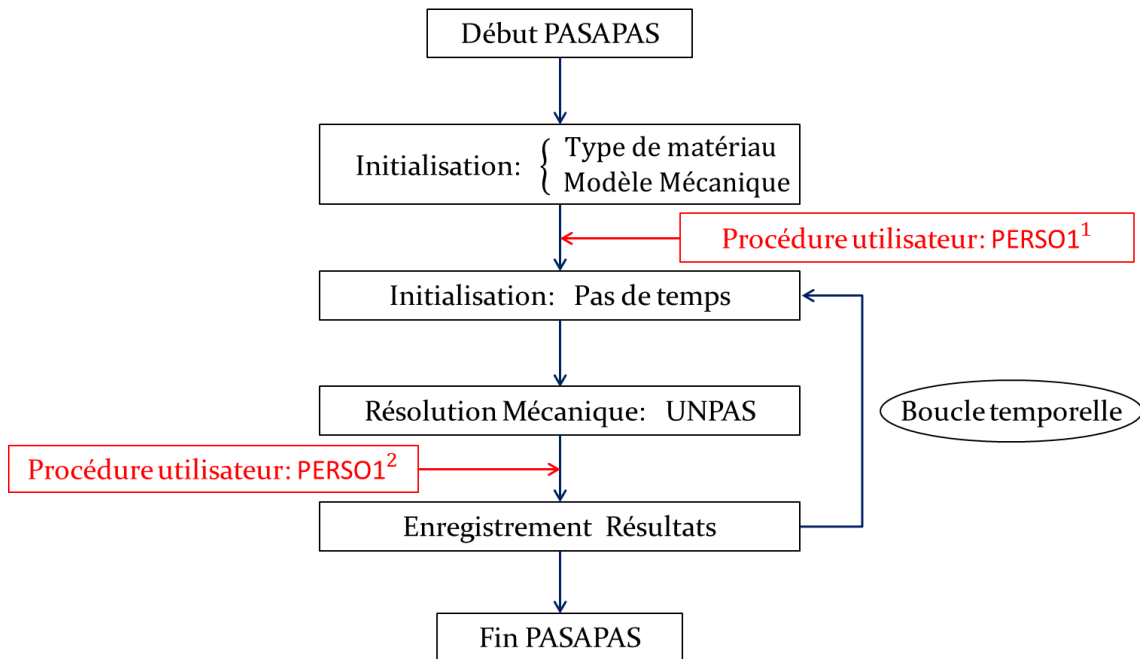 Début PASAPAS
Initialisation: { Type de matériau
Modèle Mécanique
Procédure utilisateur: PERSO1¹
Initialisation: Pas de temps
Résolution Mécanique: UNPAS
Boucle temporelle
Procédure utilisateur: PERSO1²
Enregistrement Résultats
Fin PASAPAS